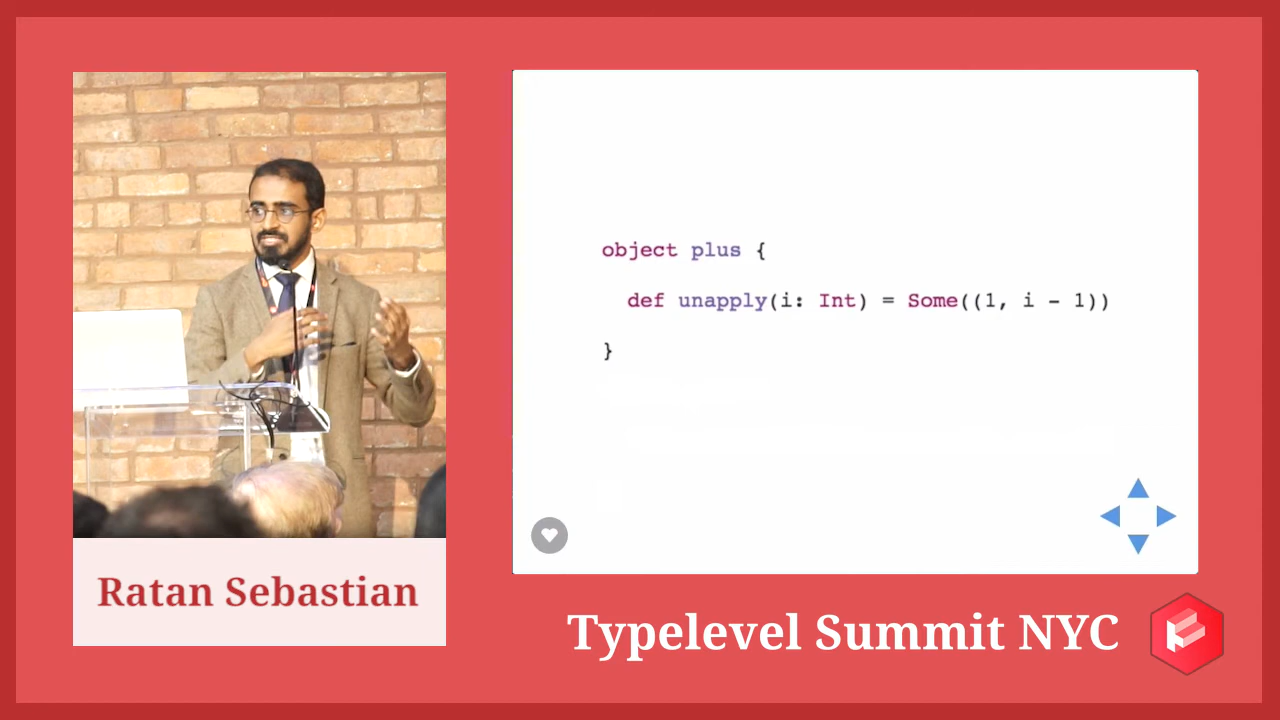 object plus {
def unapply(i: Int) = Some((1, i - 1))
}
Ratan Sebastian
Typelevel Summit NYC